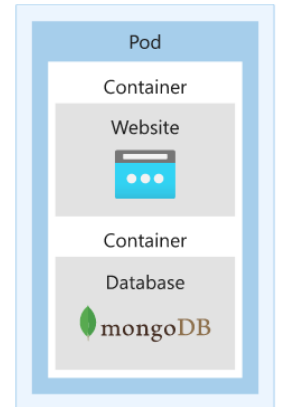 Pod
Container
Website
Container
Database
mongoDB